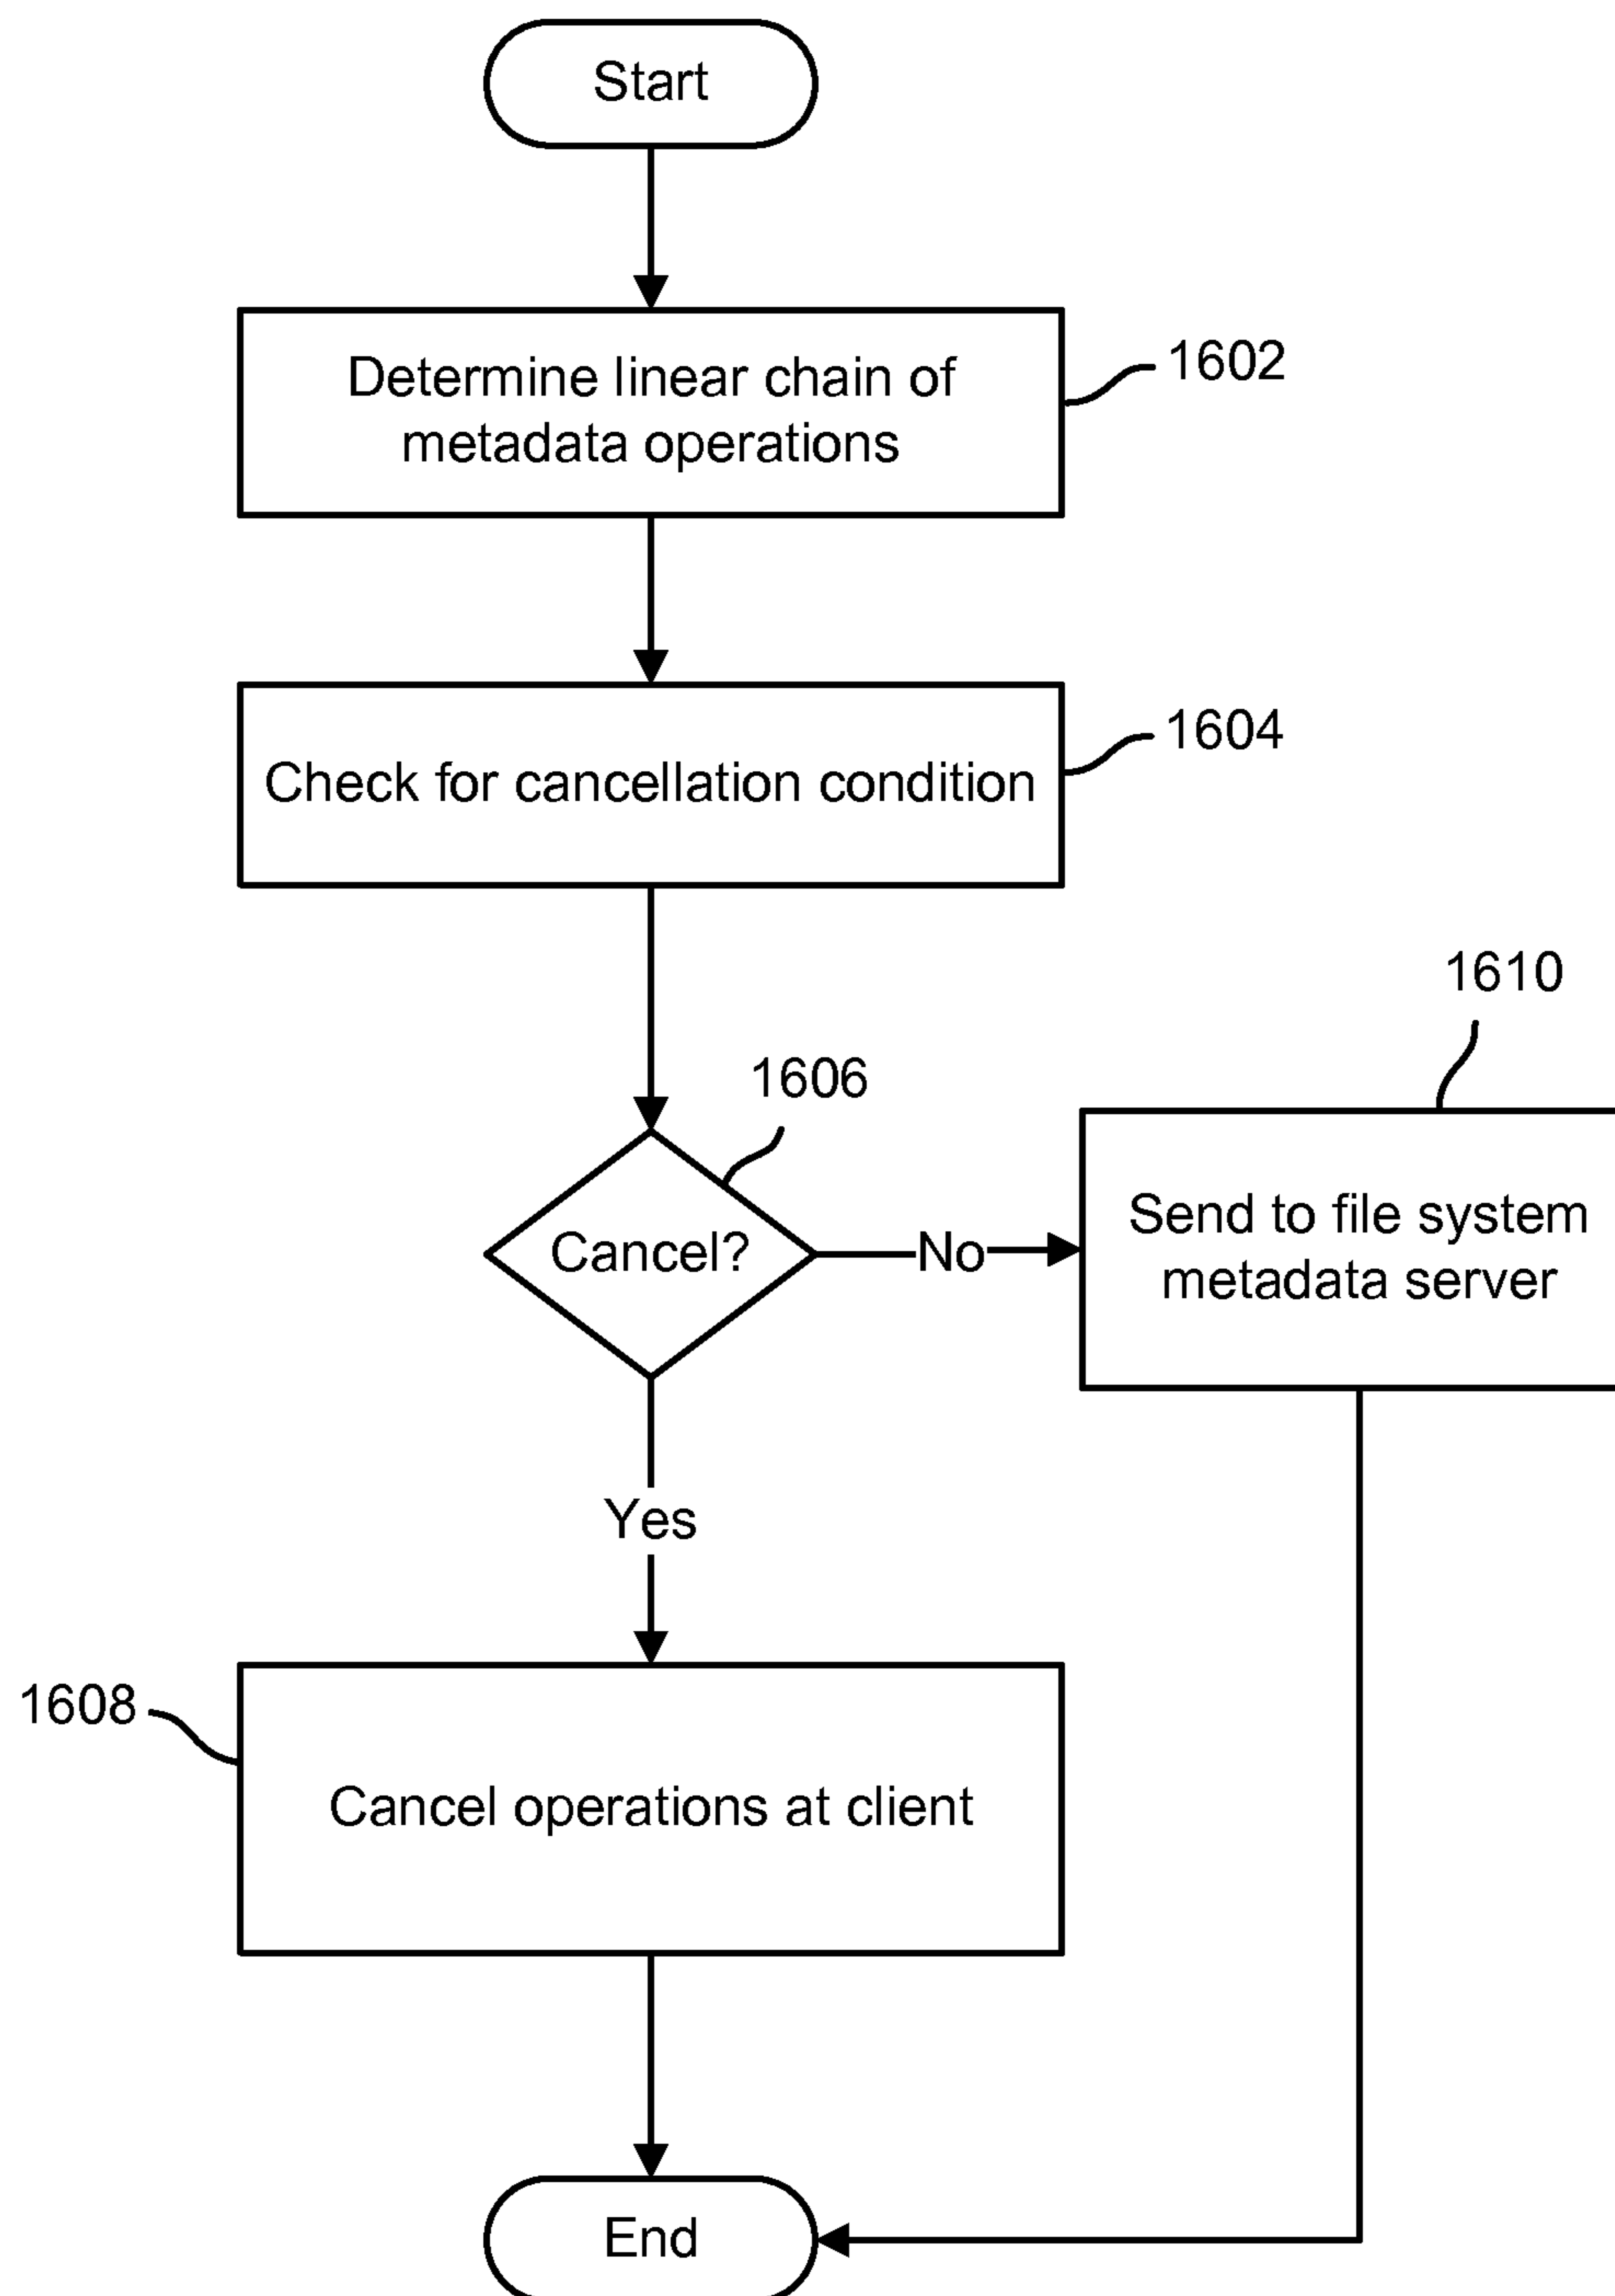 Start
Determine linear chain of
metadata operations
1602
Check for cancellation condition
1604
1610
1606
Cancel?
No
Send to file system
metadata server
Yes
1608
Cancel operations at client
End